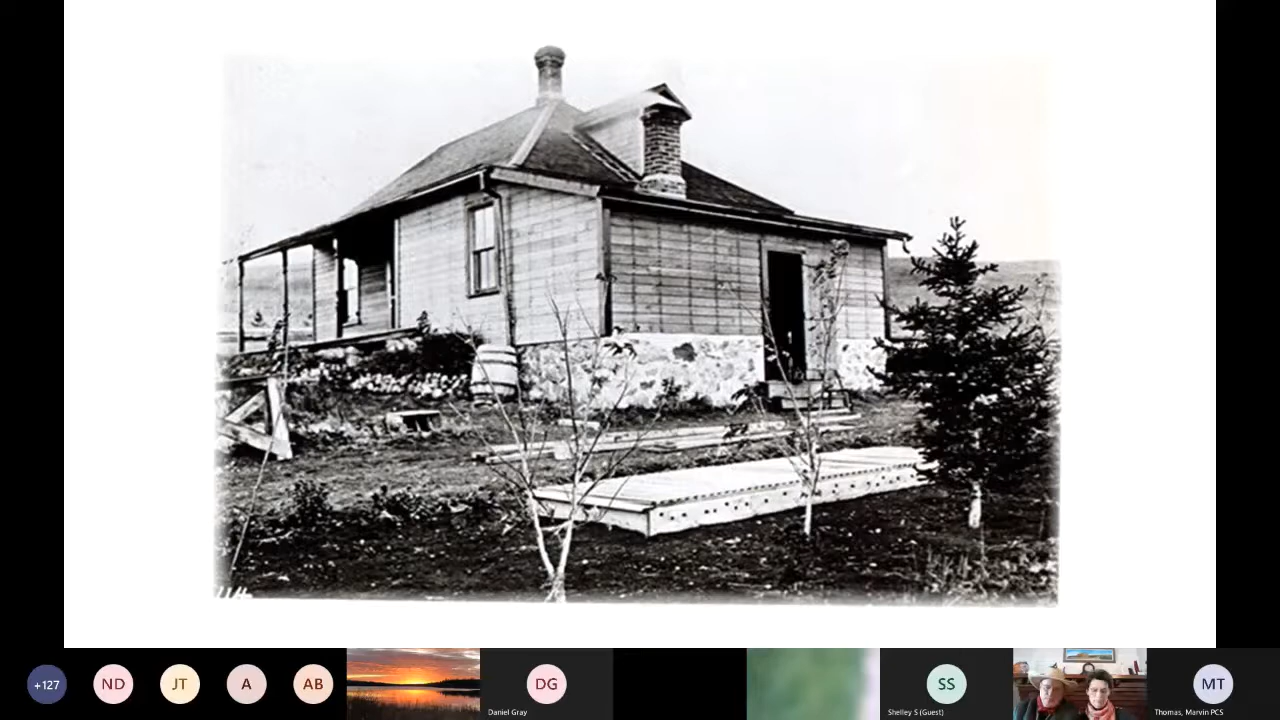 +127
ND
JT
A
AB
DG
Daniel Gray
SS
Shelley S (Guest)
MT
Thomas, Marvin PCS